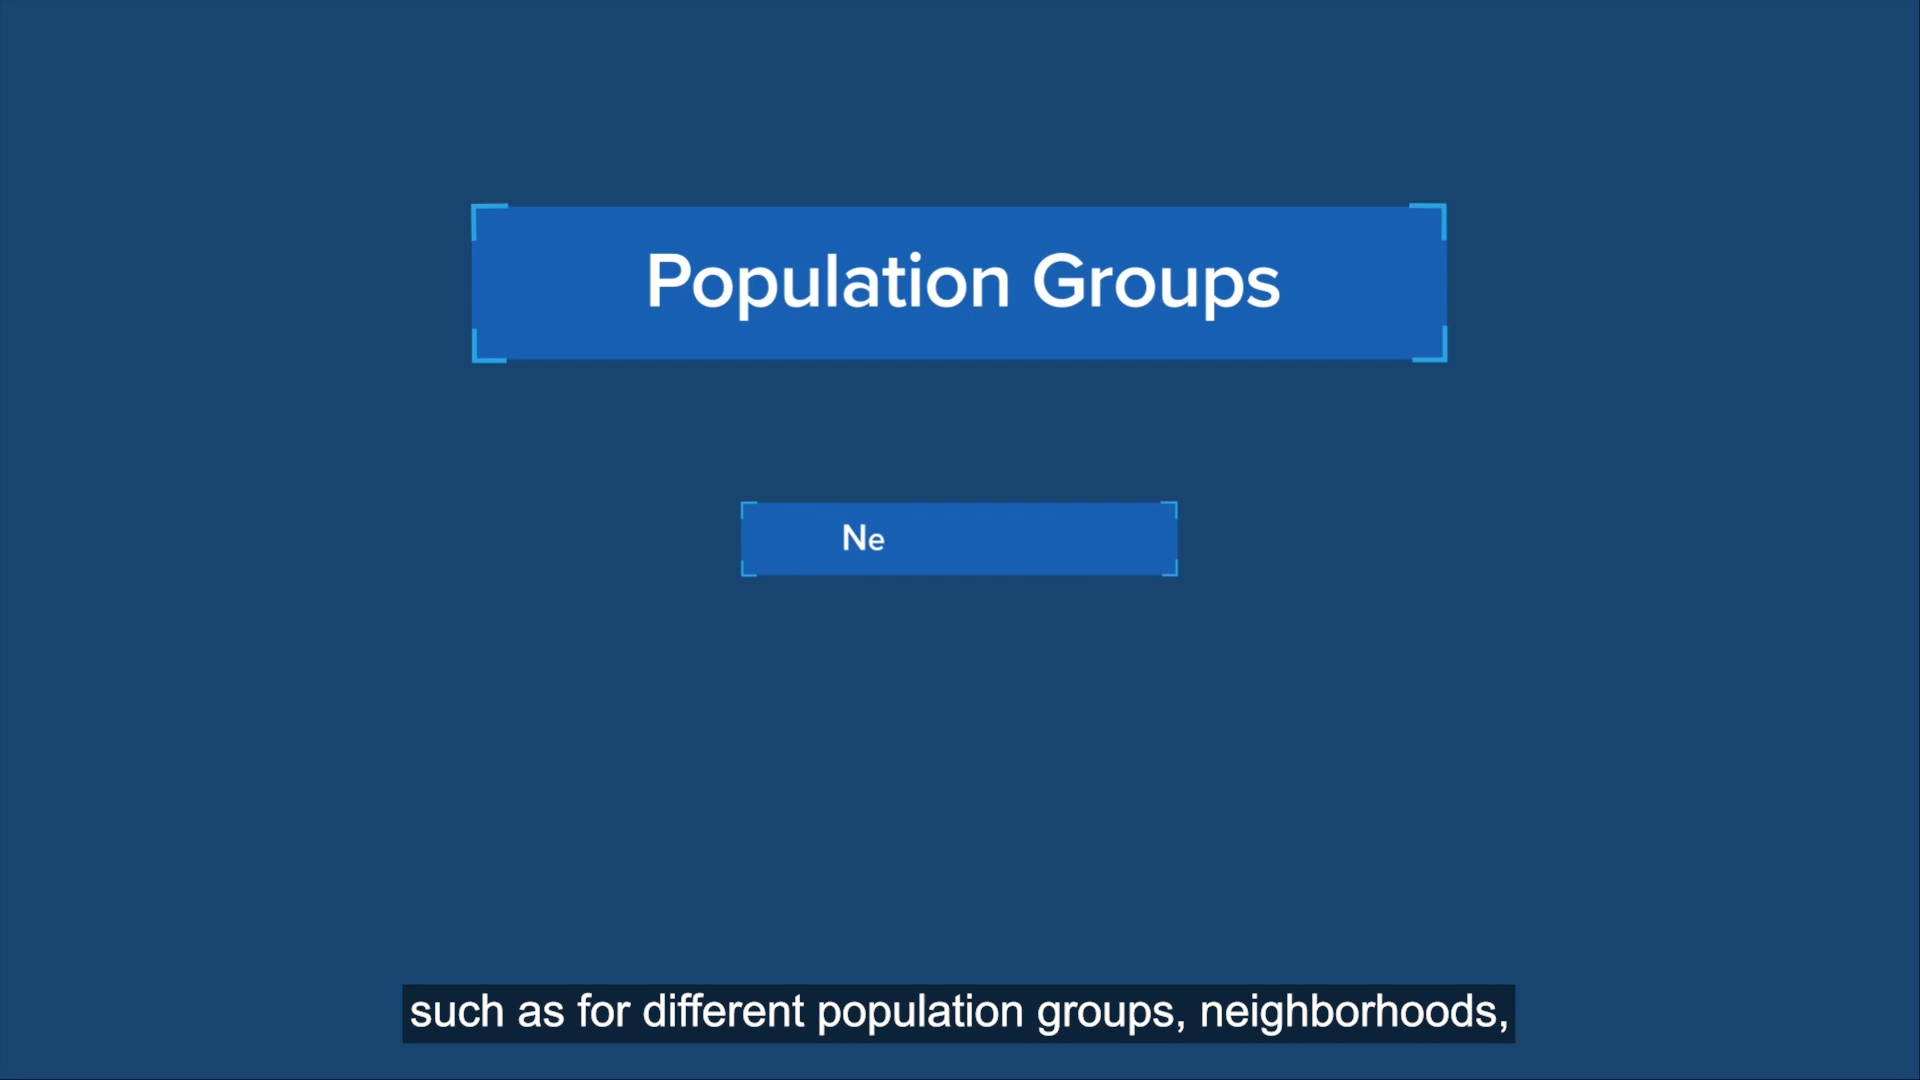 Population Groups
Ne
such as for different population groups, neighborhoods,